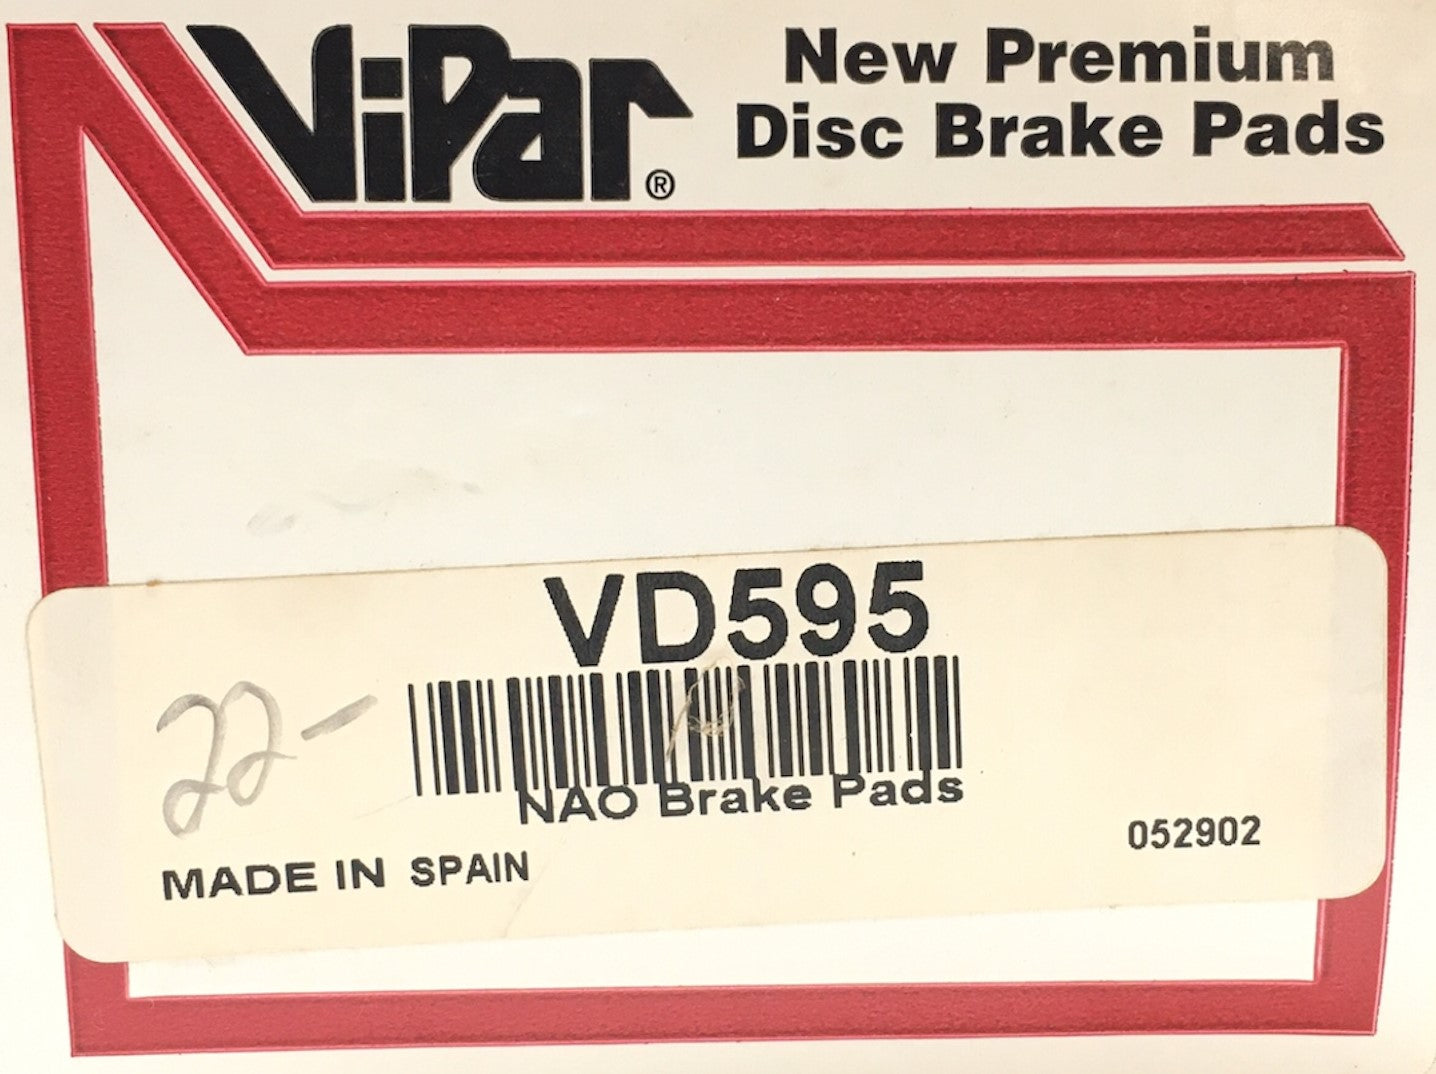 ViPar®
New Premium
Disc Brake Pads
VD595
22-
NAO Brake Pads
052902
MADE IN SPAIN